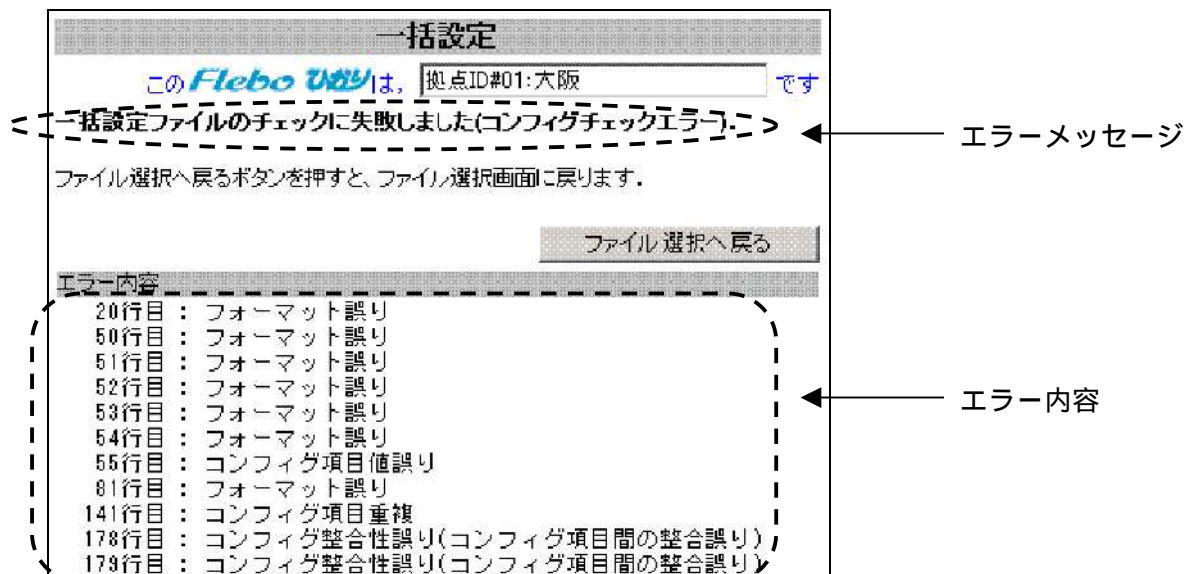 一括設定
このFlebo ひかりは, 拠点ID#01:大阪 です
一括設定ファイルのチェックに失敗しました(コンフィグチェックエラー).
エラーメッセージ
ファイル選択へ戻るボタンを押すと、ファイル選択画面に戻ります.
ファイル選択へ戻る
エラー内容
20行目 : フォーマット誤り
50行目 : フォーマット誤り
51行目 : フォーマット誤り
52行目 : フォーマット誤り
53行目 : フォーマット誤り
エラー内容
54行目 : フォーマット誤り
55行目 : コンフィグ項目値誤り
81行目 : フォーマット誤り
141行目 : コンフィグ項目重複
178行目 : コンフィグ整合性誤り(コンフィグ項目間の整合誤り)
179行目 : コンフィグ整合性誤り(コンフィグ項目間の整合誤り)